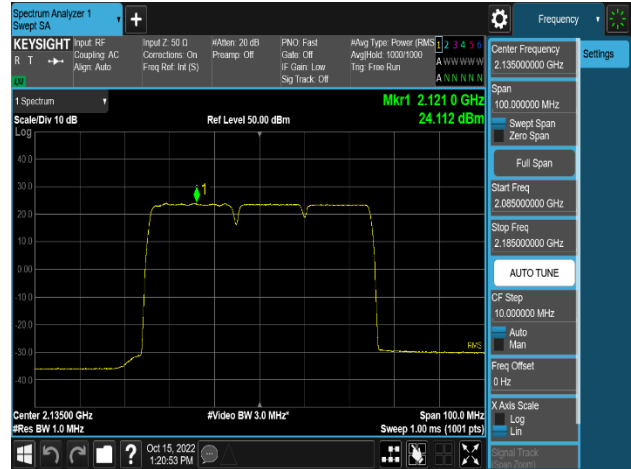 Spectrum Analyzer 1
Swept SA
Frequency
KEYSIGHT
R T
Input: RF
Coupling: AC
Align: Auto
Input Z: 50 Ω
Corrections: On
Freq Ref: Int (S)
#Atten: 20 dB
Preamp: Off
PNO: Fast
Gate: Off
IF Gain: Low
Sig Track: Off
#Avg Type: Power (RMS
Avg|Hold: 1000/1000
Trig: Free Run
1 2 3 4 5 6
A W W W W W
A N N N N N
1 Spectrum
Scale/Div 10 dB
Log
Ref Level 50.00 dBm
Mkr1 2.121 0 GHz
24.112 dBm
40.0
30.0
1
10.0
0.00
-10.0
-20.0
-30.0
-40.0
RMS
Center 2.13500 GHz
#Res BW 1.0 MHz
#Video BW 3.0 MHz*
Span 100.0 MHz
Sweep 1.00 ms (1001 pts)
Oct 15, 2022
1:20:53 PM
Center Frequency
2.135000000 GHz
Settings
Span
100.000000 MHz
Swept Span
Zero Span
Full Span
Start Freq
2.085000000 GHz
Stop Freq
2.185000000 GHz
AUTO TUNE
CF Step
10.000000 MHz
Auto
Man
Freq Offset
0 Hz
X Axis Scale
Log
Lin
Signal Track
(Span Zoom)